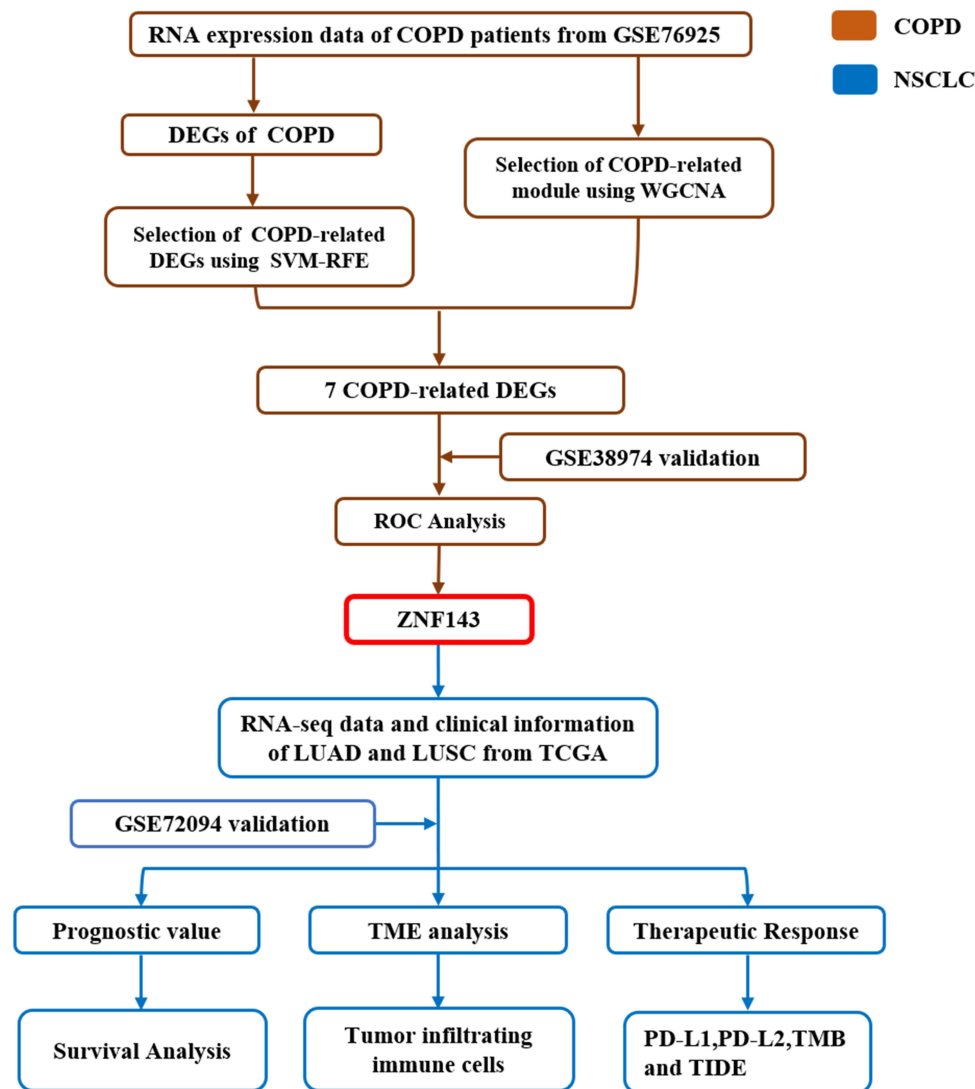 RNA expression data of COPD patients from GSE76925
COPD
NSCLC
DEGs of COPD
Selection of COPD-related
module using WGCNA
Selection of COPD-related
DEGs using SVM-RFE
7 COPD-related DEGs
GSE38974 validation
ROC Analysis
ZNF143
RNA-seq data and clinical information
of LUAD and LUSC from TCGA
GSE72094 validation
Prognostic value
TME analysis
Therapeutic Response
Survival Analysis
Tumor infiltrating
immune cells
PD-L1,PD-L2,TMB
and TIDE